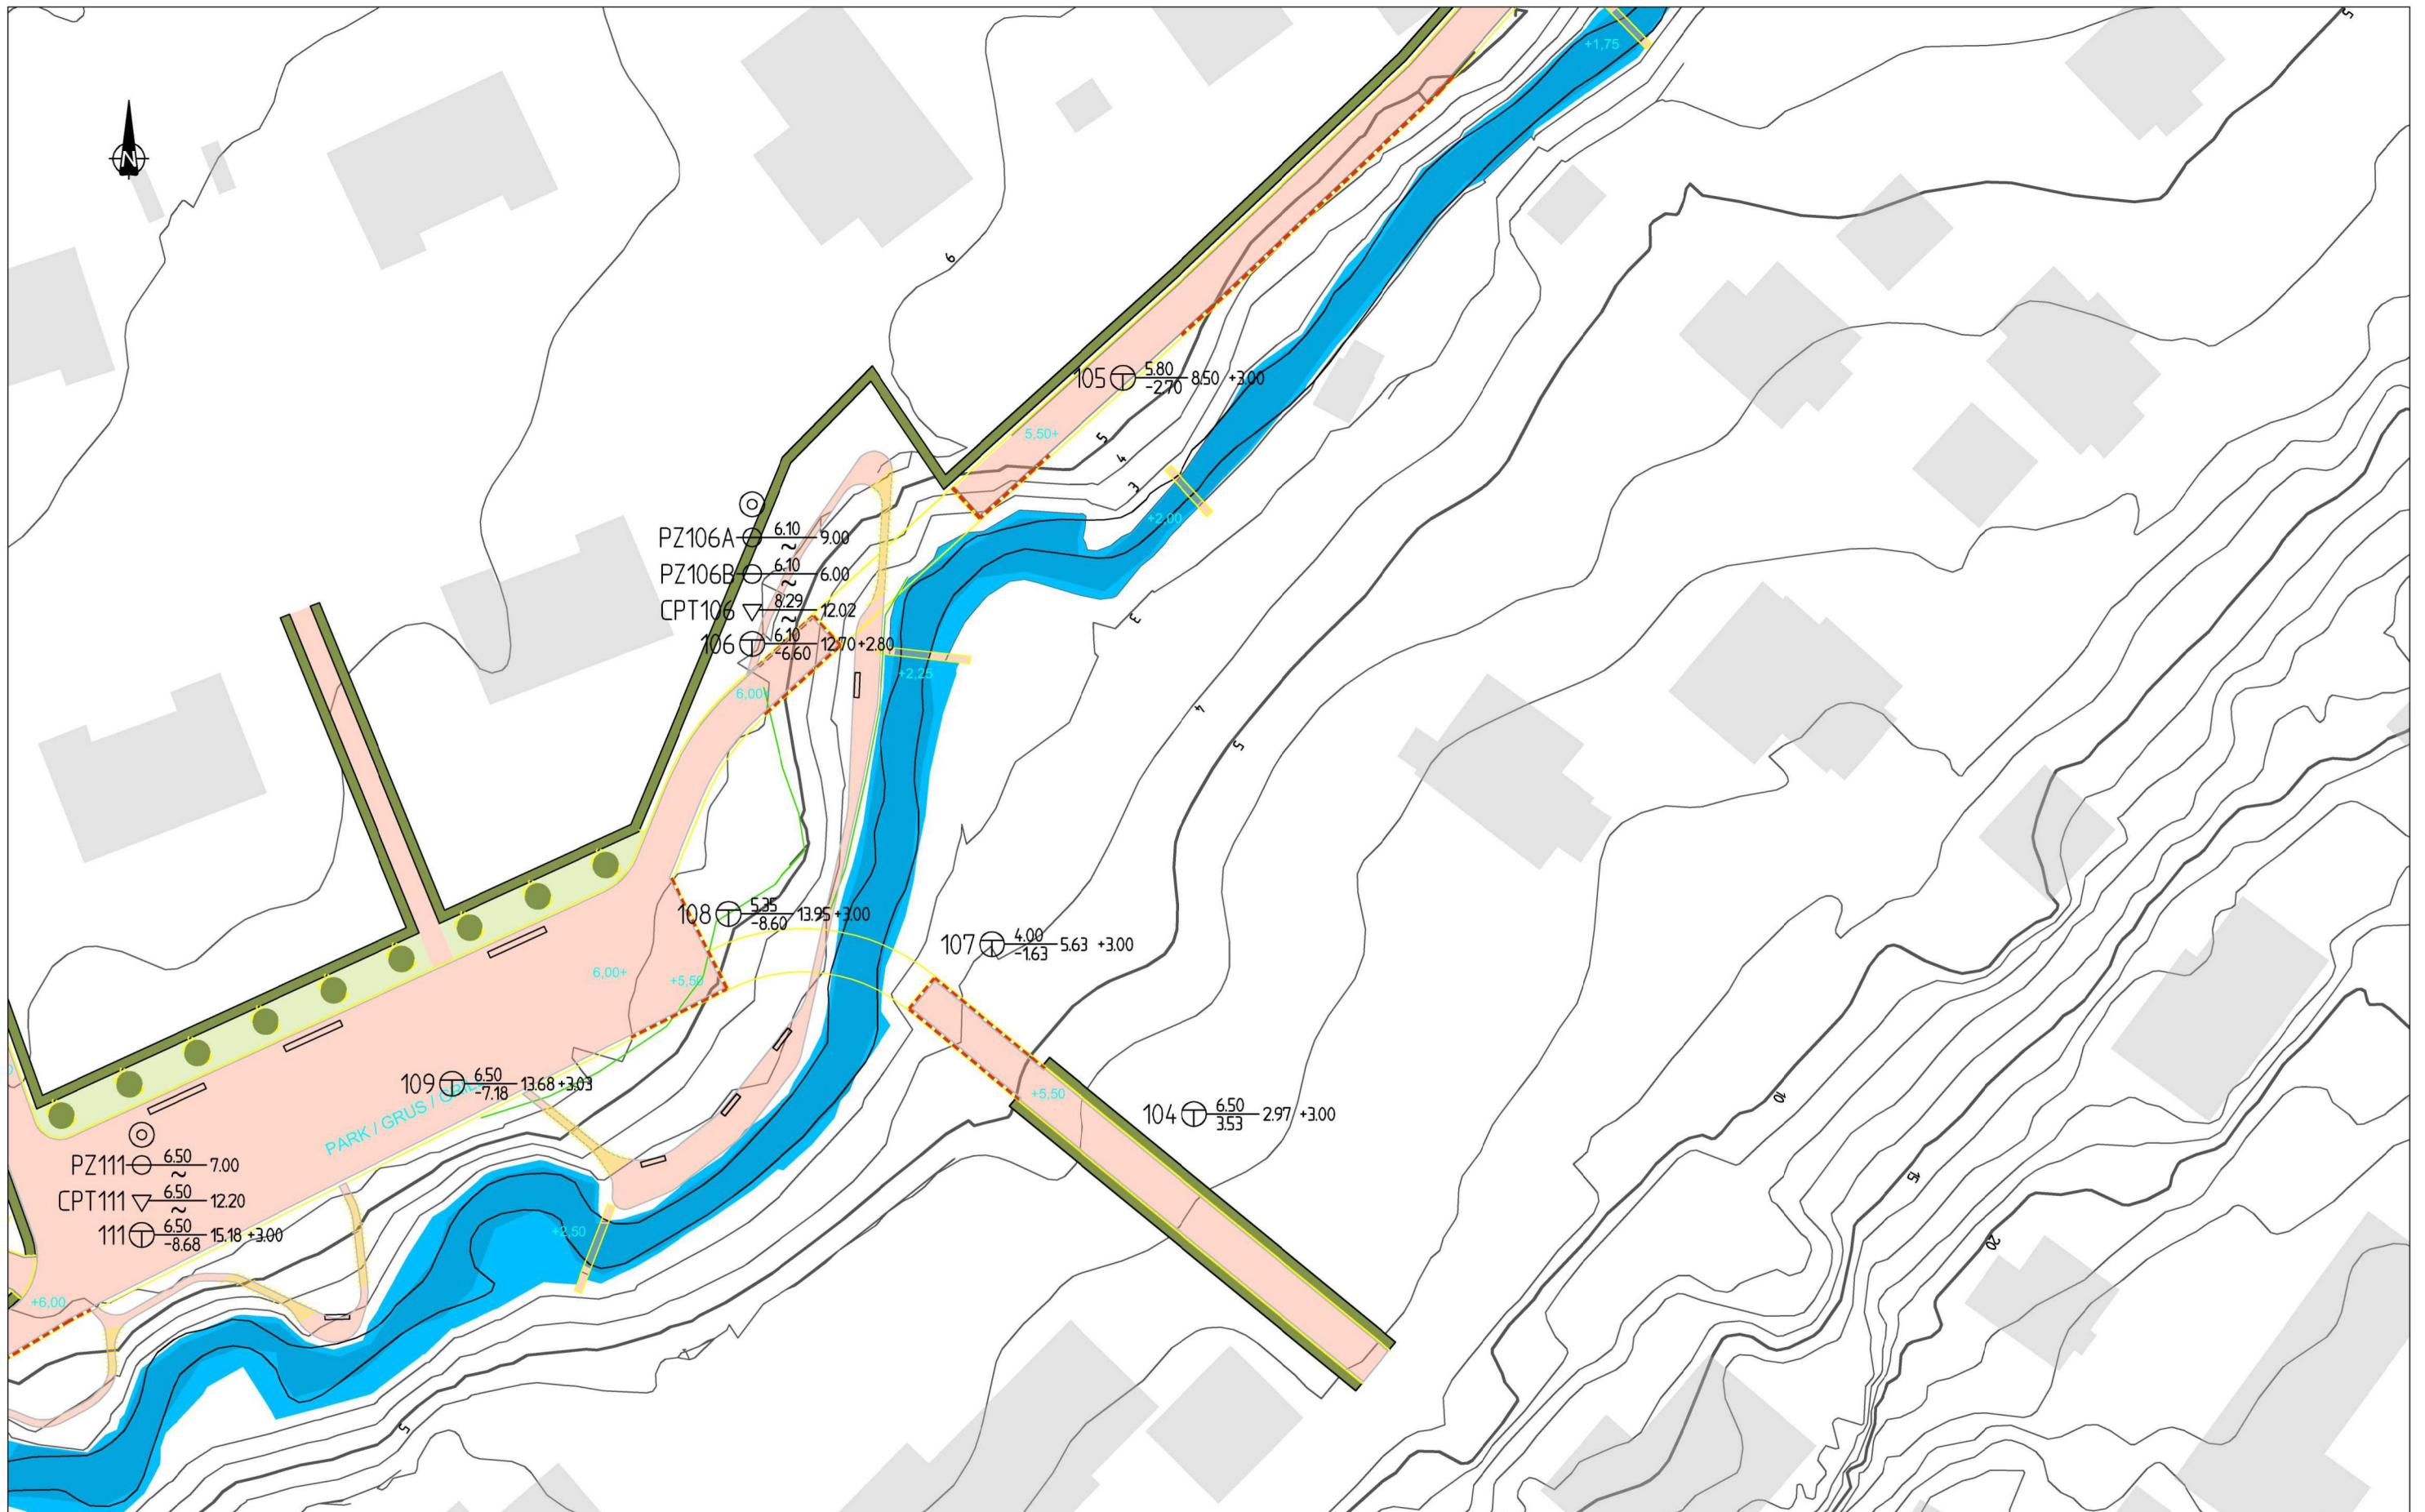 +1,75
5
N
6
105 5.80 -2.70 8.50 +3.00
5,50+
5
4
3
+2,00
PZ106A 6.10 ~ 9.00
PZ106B 6.10 ~ 6.00
CPT106 8.29 ~ 12.02
106 6.10 -6.60 12.70+2.80
3
+2,25
6,00+
4
5
108 5.35 -8.60 13.95 +3.00
107 4.00 -1.63 5.63 +3.00
6,00+
+5,50
109 6.50 -7.18 13.68 +3.03
+5,50
10
104 6.50 3.53 2.97 +3.00
PARK / GRUS /
PZ111 6.50 ~ 7.00
CPT111 6.50 ~ 12.20
111 6.50 -8.68 15.18 +3.00
15
+2,50
20
+6,00
5